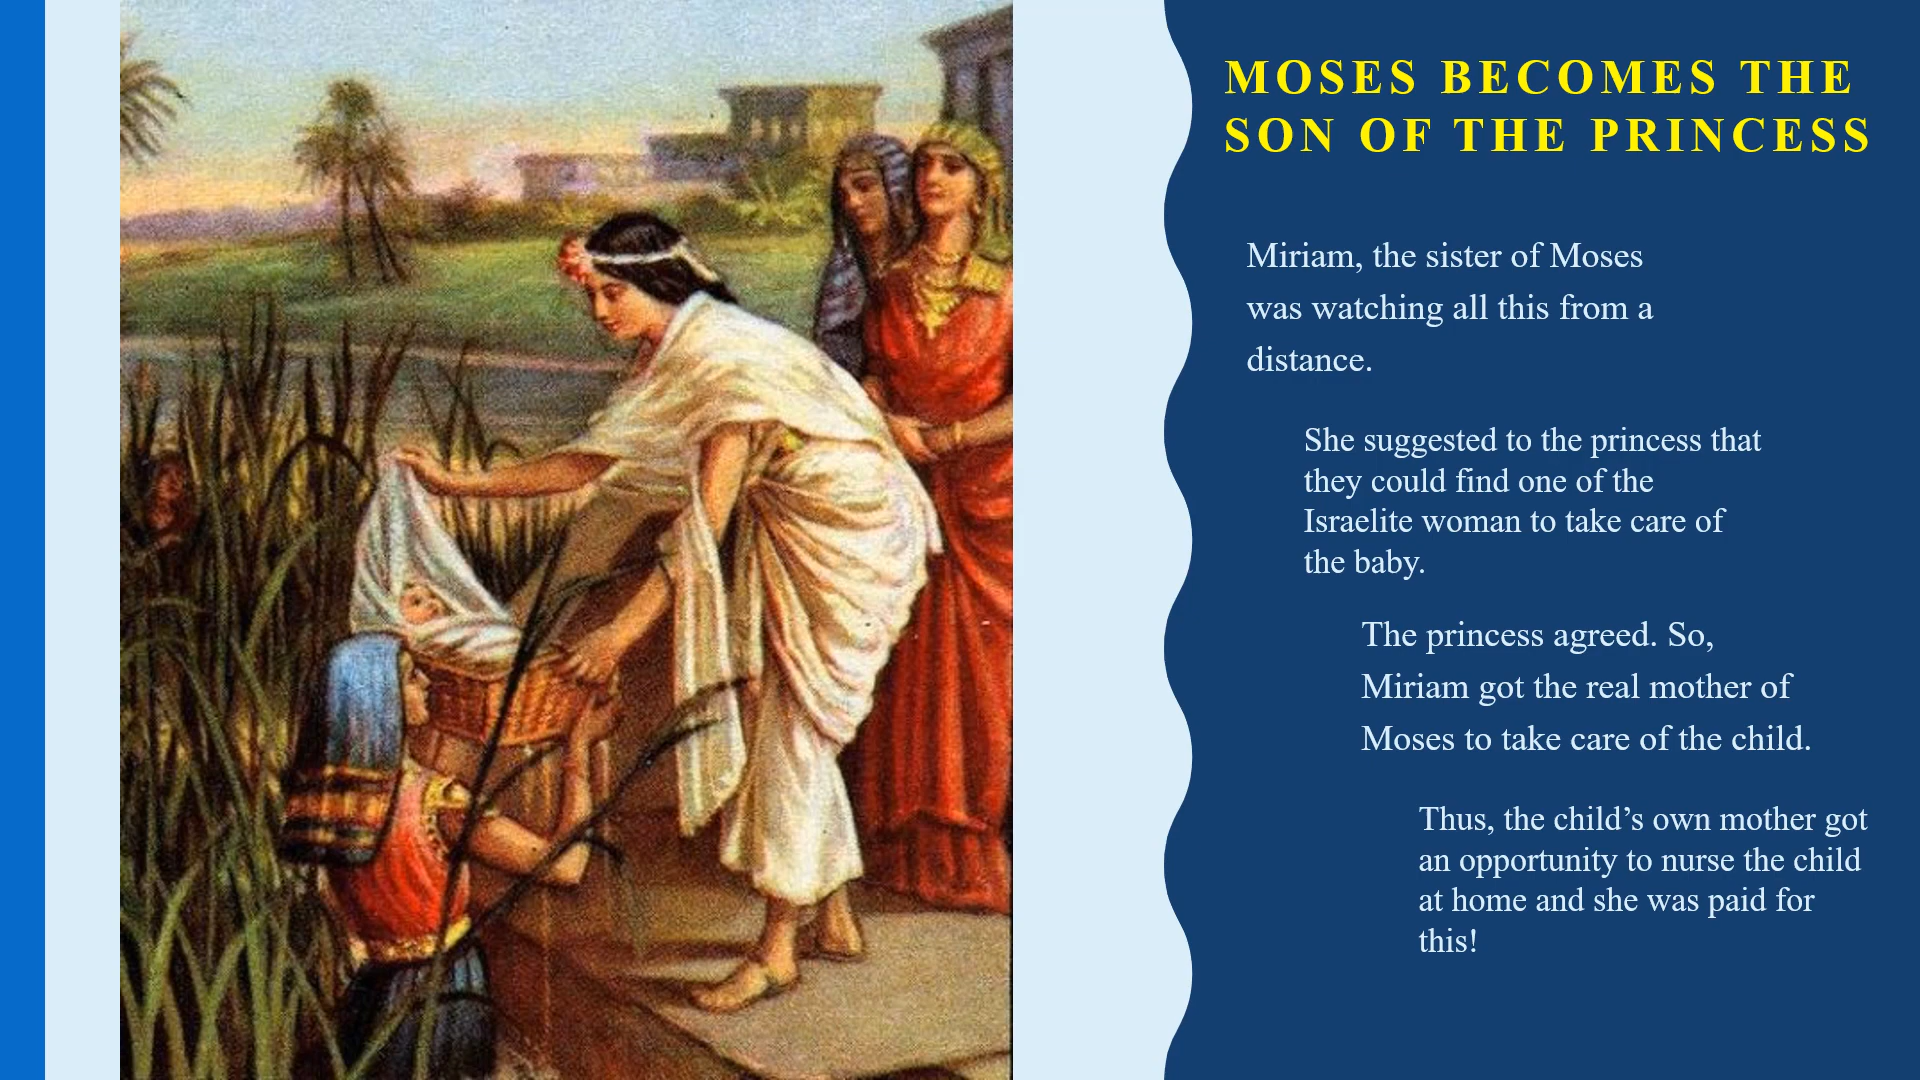 MOSES BECOMES THE
SON OF THE PRINCESS
Miriam, the sister of Moses
was watching all this from a
distance.
She suggested to the princess that
they could find one of the
Israelite woman to take care of
the baby.
The princess agreed. So,
Miriam got the real mother of
Moses to take care of the child.
Thus, the child’s own mother got
an opportunity to nurse the child
at home and she was paid for
this!